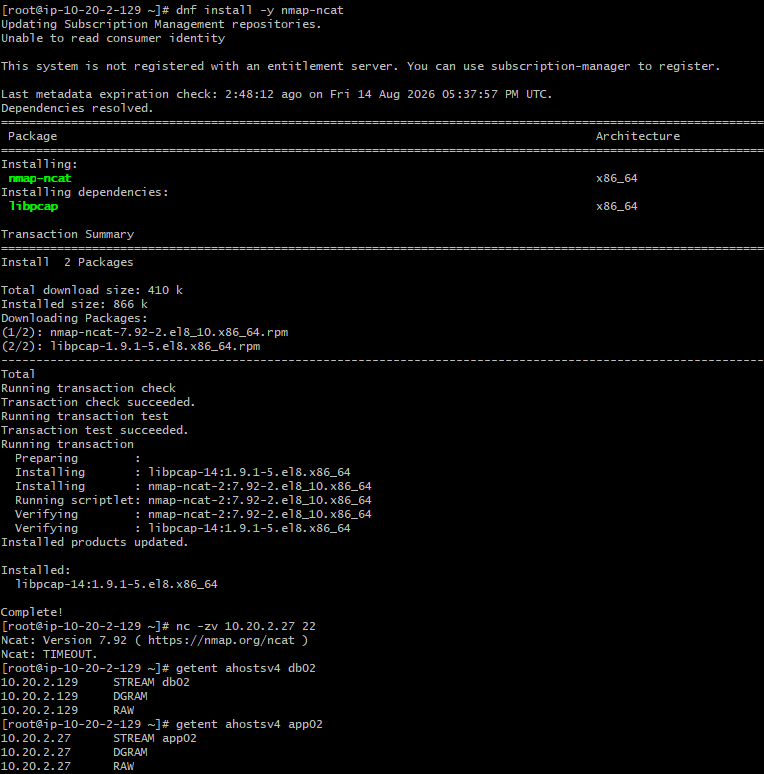 [root@ip-10-20-2-129 ~]# dnf install -y nmap-ncat
Updating Subscription Management repositories.
Unable to read consumer identity

This system is not registered with an entitlement server. You can use subscription-manager to register.

Last metadata expiration check: 2:48:12 ago on Fri 14 Aug 2026 05:37:57 PM UTC.
Dependencies resolved.
================================================================================
 Package                                                                             Architecture
================================================================================
Installing:
 nmap-ncat                                                                           x86_64
Installing dependencies:
 libpcap                                                                             x86_64

Transaction Summary
================================================================================
Install  2 Packages

Total download size: 410 k
Installed size: 866 k
Downloading Packages:
(1/2): nmap-ncat-7.92-2.el8_10.x86_64.rpm
(2/2): libpcap-1.9.1-5.el8.x86_64.rpm
--------------------------------------------------------------------------------
Total
Running transaction check
Transaction check succeeded.
Running transaction test
Transaction test succeeded.
Running transaction
  Preparing        :
  Installing       : libpcap-14:1.9.1-5.el8.x86_64
  Installing       : nmap-ncat-2:7.92-2.el8_10.x86_64
  Running scriptlet: nmap-ncat-2:7.92-2.el8_10.x86_64
  Verifying        : nmap-ncat-2:7.92-2.el8_10.x86_64
  Verifying        : libpcap-14:1.9.1-5.el8.x86_64
Installed products updated.

Installed:
  libpcap-14:1.9.1-5.el8.x86_64

Complete!
[root@ip-10-20-2-129 ~]# nc -zv 10.20.2.27 22
Ncat: Version 7.92 ( https://nmap.org/ncat )
Ncat: TIMEOUT.
[root@ip-10-20-2-129 ~]# getent ahostsv4 db02
10.20.2.129     STREAM db02
10.20.2.129     DGRAM
10.20.2.129     RAW
[root@ip-10-20-2-129 ~]# getent ahostsv4 app02
10.20.2.27      STREAM app02
10.20.2.27      DGRAM
10.20.2.27      RAW